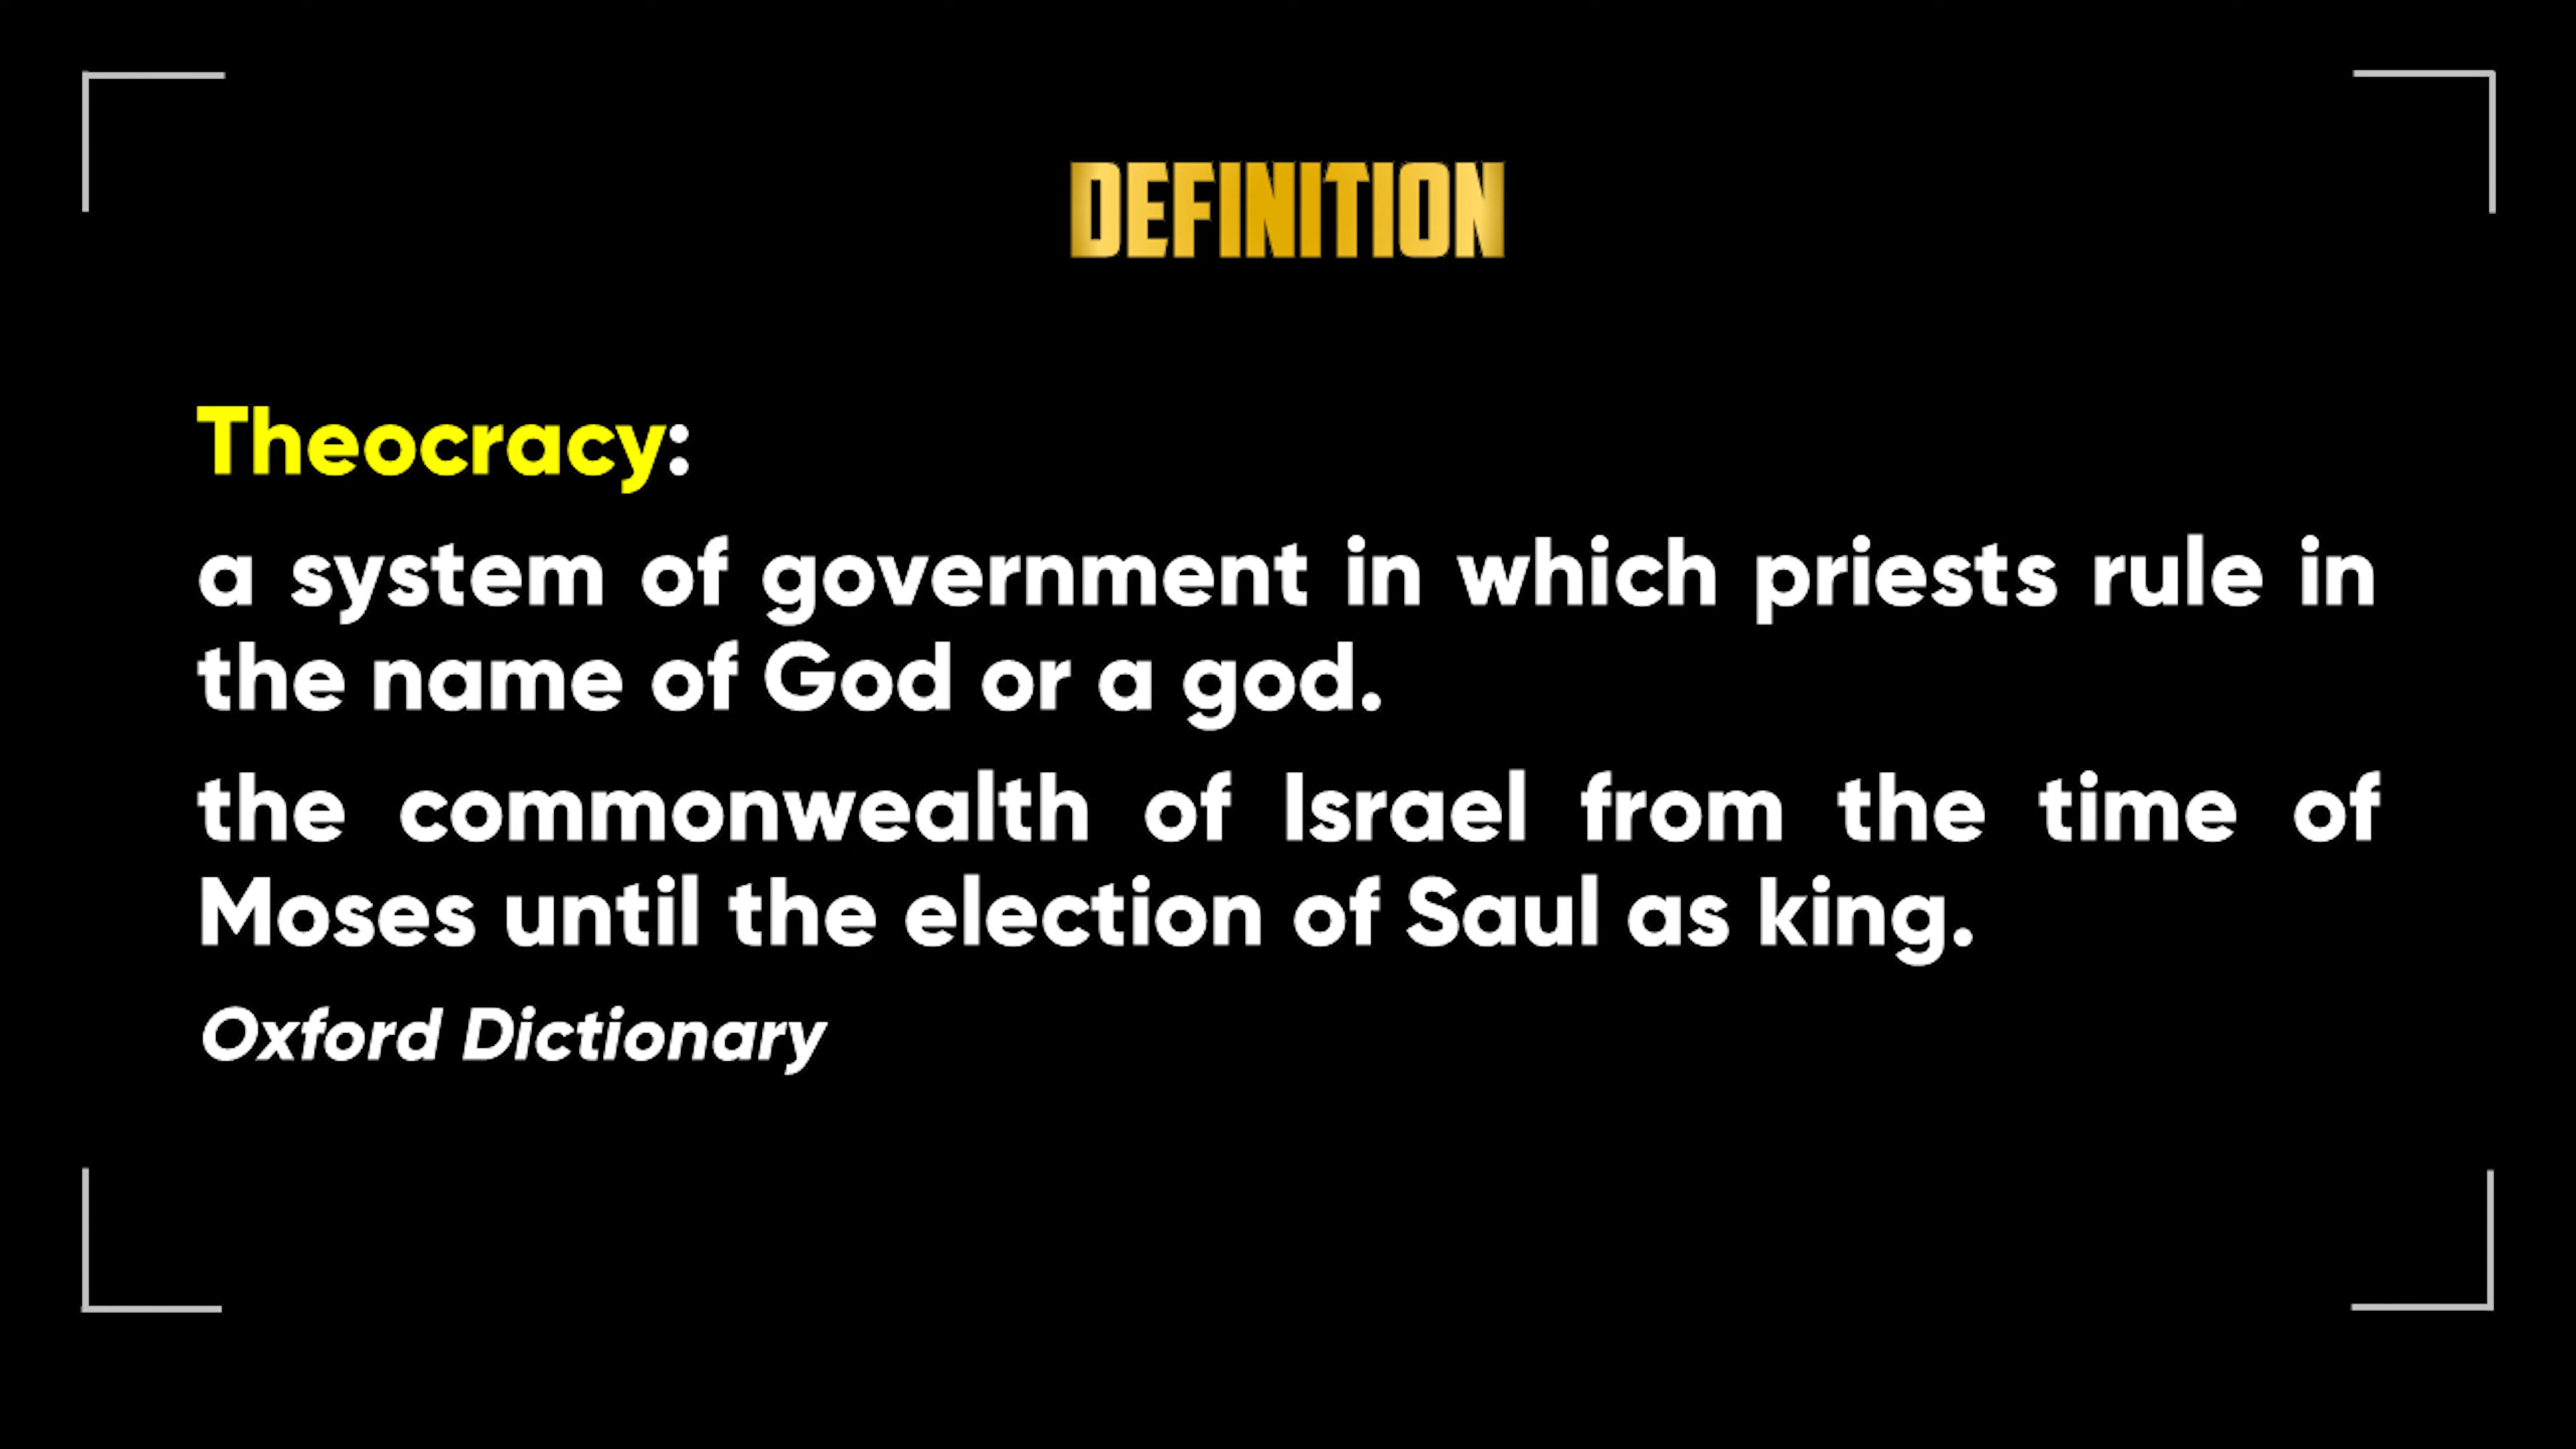 DEFINITION
Theocracy:
a system of government in which priests rule in
the name of God or a god.
the commonwealth of Israel from the time of
Moses until the election of Saul as king.
Oxford Dictionary